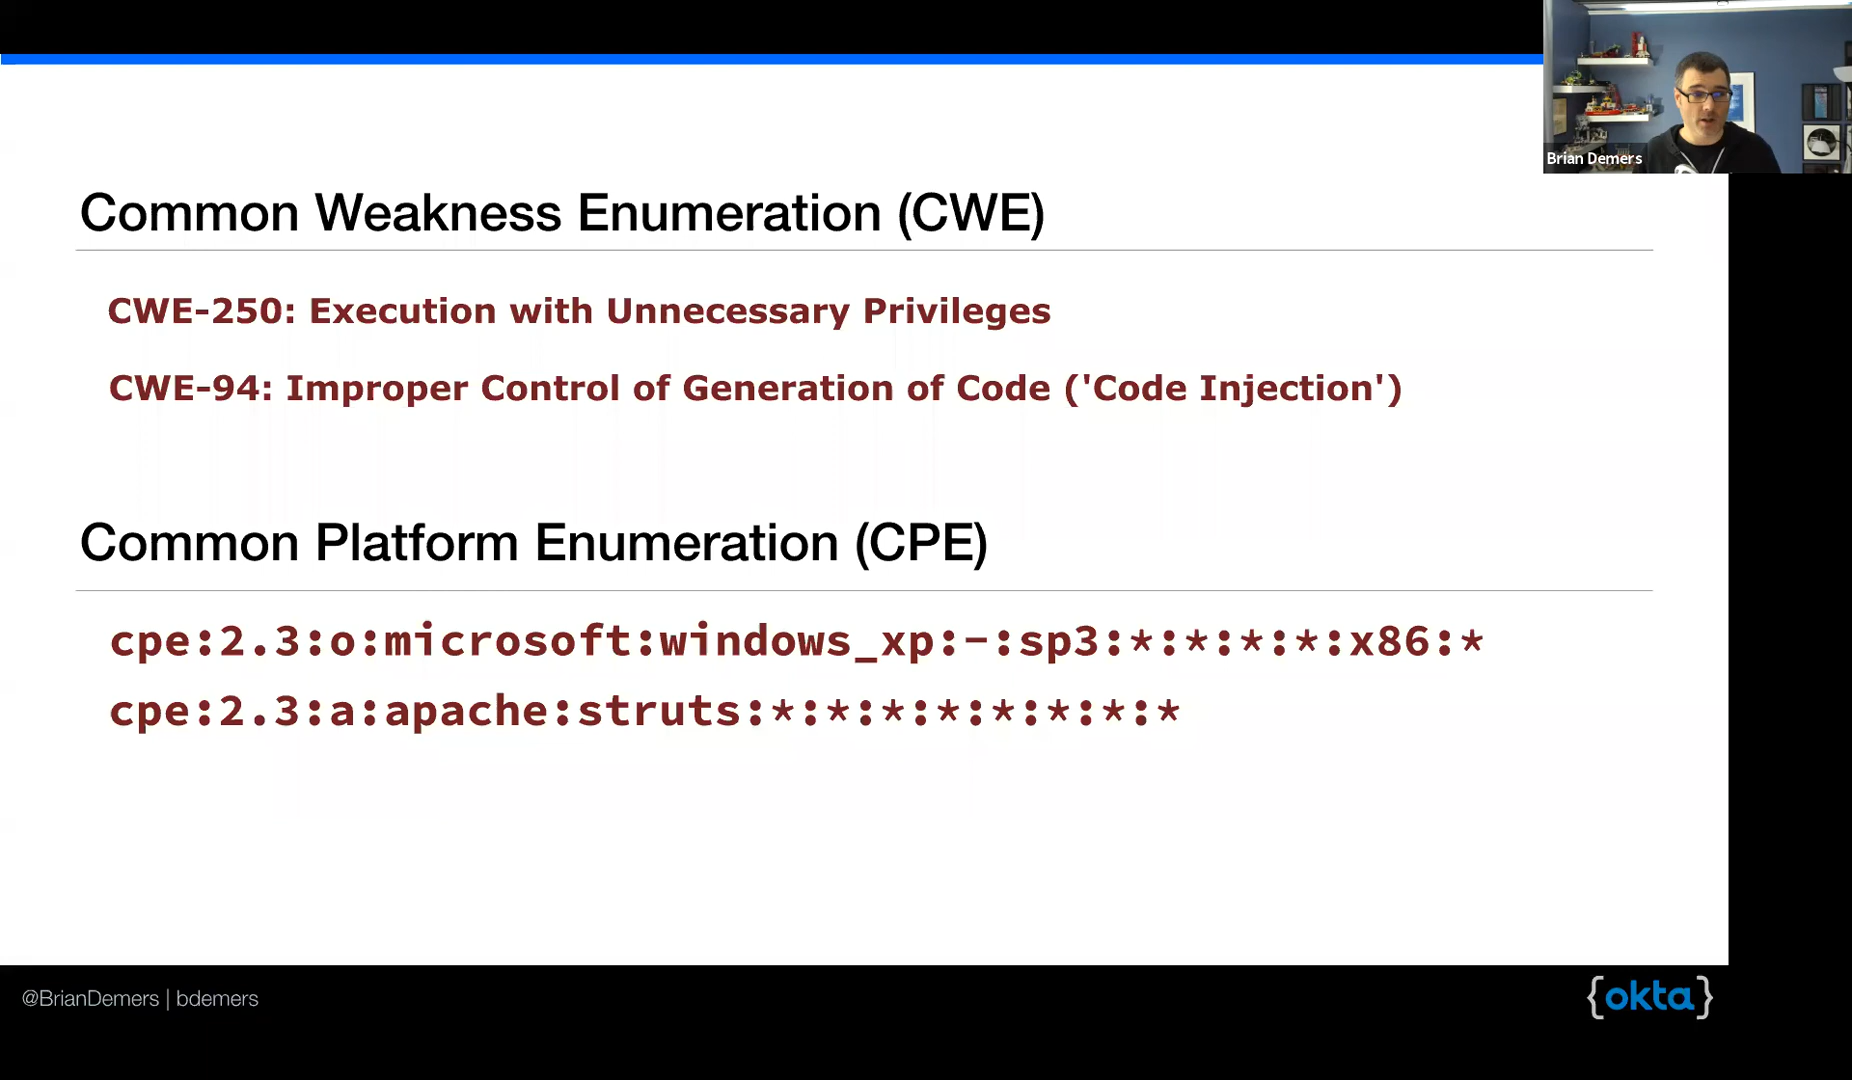 Brian Demers
Common Weakness Enumeration (CWE)
CWE-250: Execution with Unnecessary Privileges
CWE-94: Improper Control of Generation of Code ('Code Injection')
Common Platform Enumeration (CPE)
cpe:2.3:o:microsoft:windows_xp:-:sp3:*:*:*:*:x86:*
cpe:2.3:a:apache:struts:*:*:*:*:*:*:*:*
@BrianDemers | bdemers
{okta}